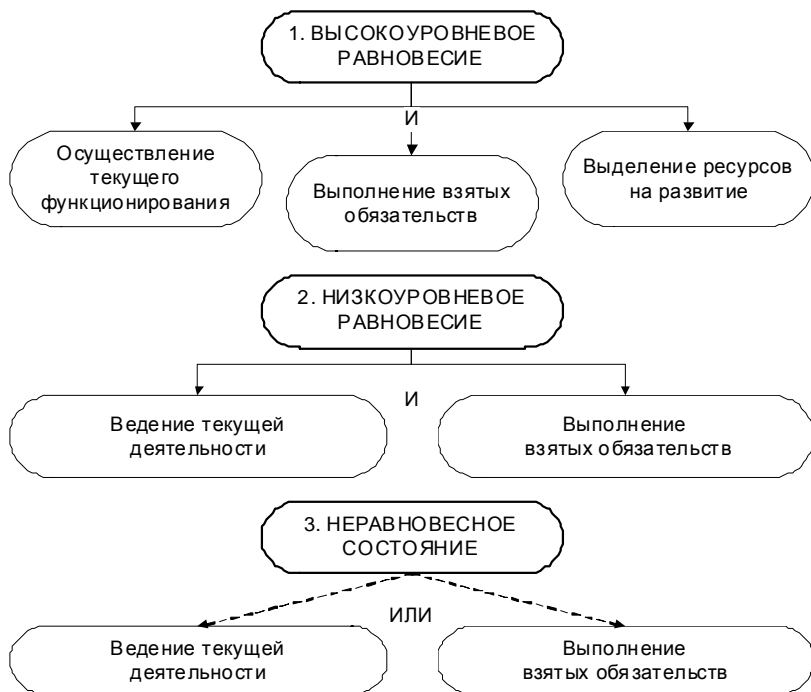 1. ВЫСОКОУРОВНЕВОЕ
РАВНОВЕСИЕ
И
Осуществление
текущего
функционирования
Выполнение взятых
обязательств
Выделение ресурсов
на развитие
2. НИЗКОУРОВНЕВОЕ
РАВНОВЕСИЕ
И
Ведение текущей
деятельности
Выполнение
взятых обязательств
3. НЕРАВНОВЕСНОЕ
СОСТОЯНИЕ
ИЛИ
Ведение текущей
деятельности
Выполнение
взятых обязательств